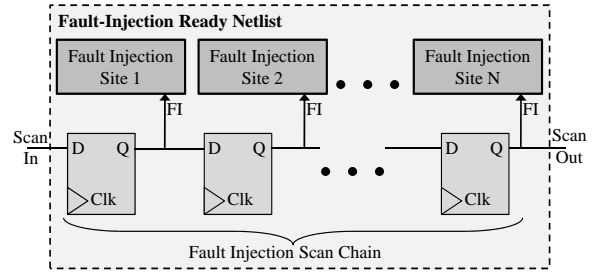 Fault-Injection Ready Netlist
Fault Injection
Site 1
Fault Injection
Site 2
Fault Injection
Site N
FI
FI
FI
Scan
In
D Q
Clk
D Q
Clk
D Q
Clk
Scan
Out
Fault Injection Scan Chain